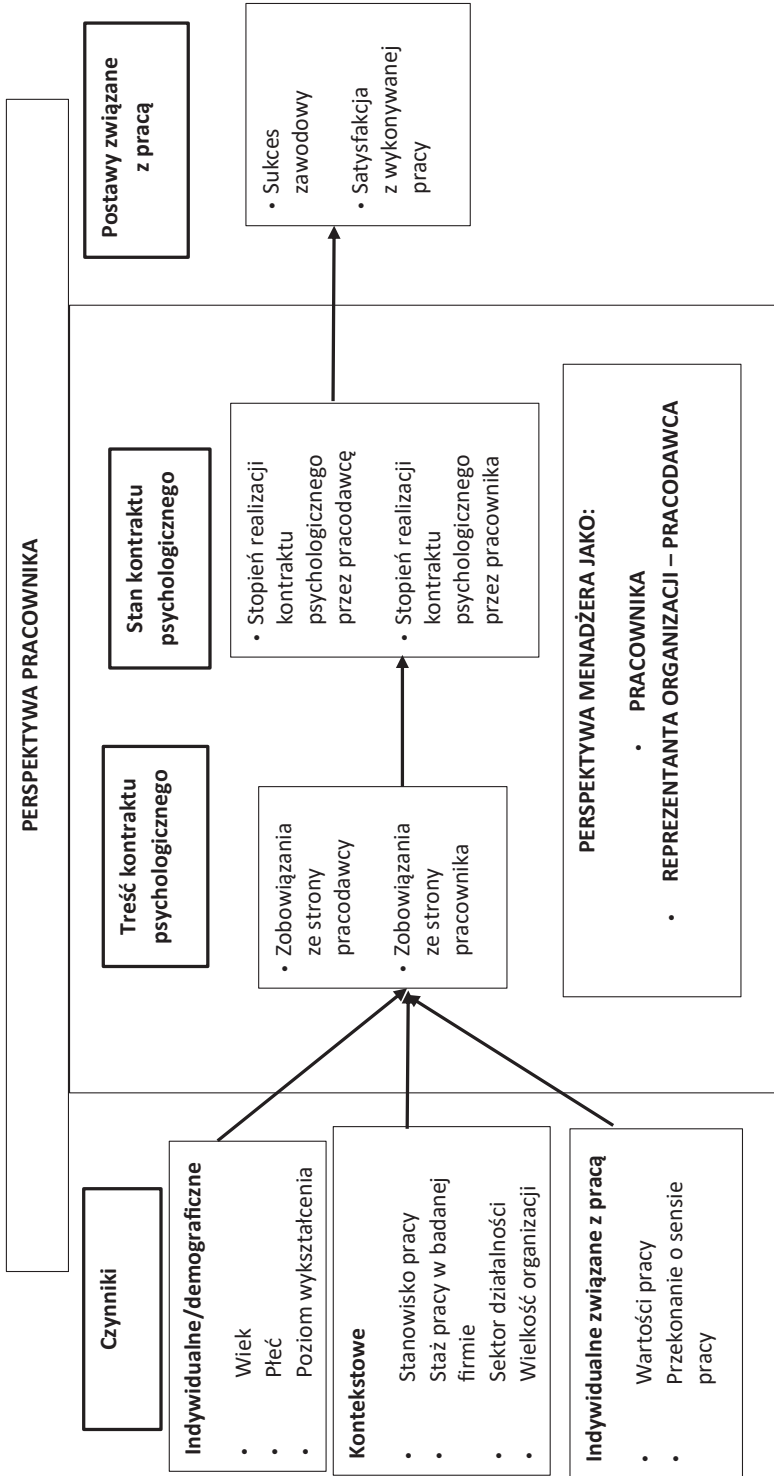 PERSPEKTYWA PRACOWNIKA
Czynniki
Indywidualne/demograficzne
• Wiek
• Płeć
• Poziom wykształcenia
Kontekstowe
• Stanowisko pracy
• Staż pracy w badanej
firmie
• Sektor działalności
• Wielkość organizacji
Indywidualne związane z pracą
• Wartości pracy
• Przekonanie o sensie
pracy
Treść kontraktu
psychologicznego
• Zobowiązania
ze strony
pracodawcy
• Zobowiązania
ze strony
pracownika
Stan kontraktu
psychologicznego
• Stopień realizacji
kontraktu
psychologicznego
przez pracodawcę
• Stopień realizacji
kontraktu
psychologicznego
przez pracownika
PERSPEKTYWA MENADŻERA JAKO:
• PRACOWNIKA
• REPREZENTANTA ORGANIZACJI – PRACODAWCA
Postawy związane
z pracą
• Sukces
zawodowy
• Satysfakcja
z wykonywanej
pracy